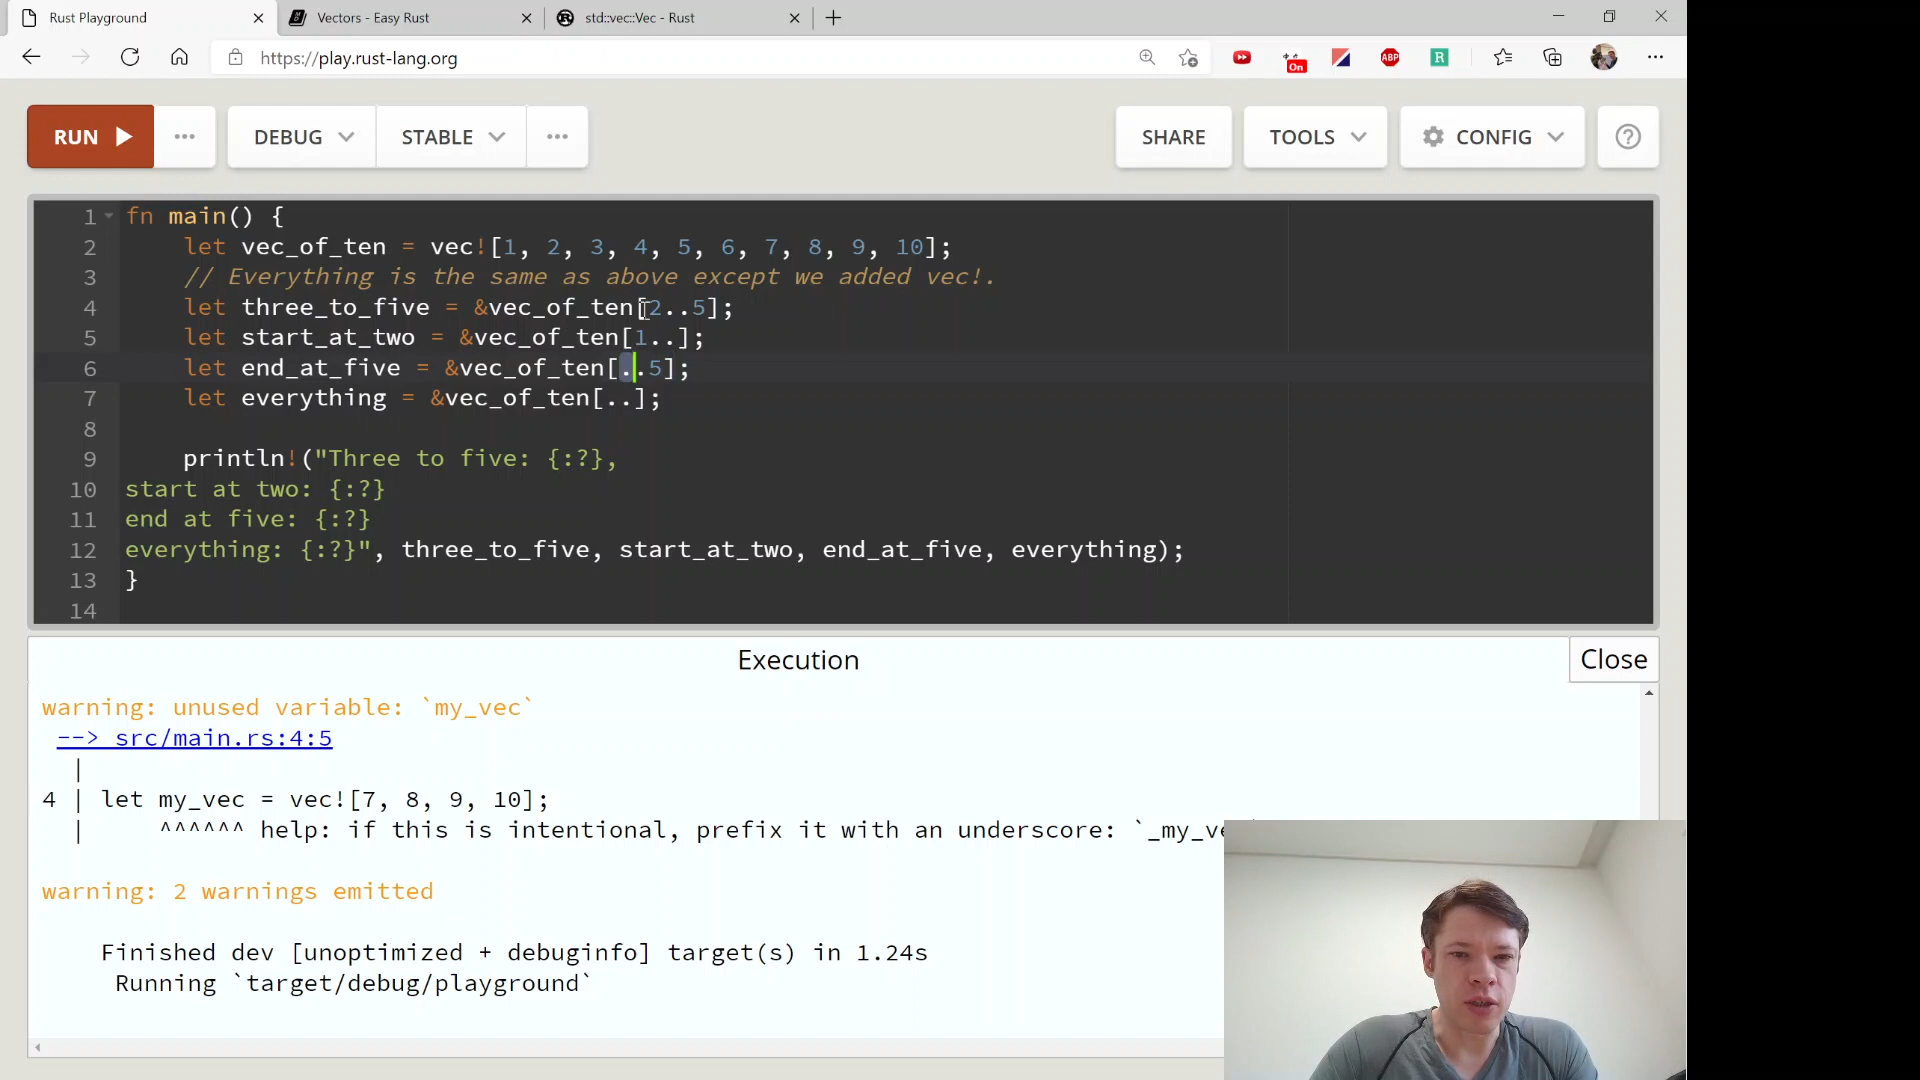 Rust Playground
Vectors - Easy Rust
std::vec::Vec - Rust
https://play.rust-lang.org
On
ABP
R
RUN
DEBUG
STABLE
SHARE
TOOLS
CONFIG
1 fn main() {
2 let vec_of_ten = vec![1, 2, 3, 4, 5, 6, 7, 8, 9, 10];
3 // Everything is the same as above except we added vec!.
4 let three_to_five = &vec_of_ten[2..5];
5 let start_at_two = &vec_of_ten[1..];
6 let end_at_five = &vec_of_ten[..5];
7 let everything = &vec_of_ten[..];
8
9 println!("Three to five: {:?},
10 start at two: {:?}
11 end at five: {:?}
12 everything: {:?}", three_to_five, start_at_two, end_at_five, everything);
13 }
14
Execution
Close
warning: unused variable: `my_vec`
--> src/main.rs:4:5
|
4 | let my_vec = vec![7, 8, 9, 10];
| ^^^^^^ help: if this is intentional, prefix it with an underscore: `_my_ve
warning: 2 warnings emitted
Finished dev [unoptimized + debuginfo] target(s) in 1.24s
Running `target/debug/playground`